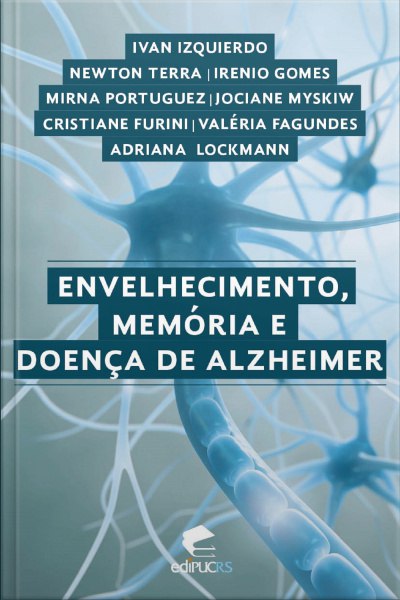 IVAN IZQUIERDO
NEWTON TERRA | IRENIO GOMES
MIRNA PORTUGUEZ | JOCIANE MYSKIW
CRISTIANE FURINI | VALÉRIA FAGUNDES
ADRIANA LOCKMANN
ENVELHECIMENTO,
MEMÓRIA E
DOENÇA DE ALZHEIMER
ediPUCRS